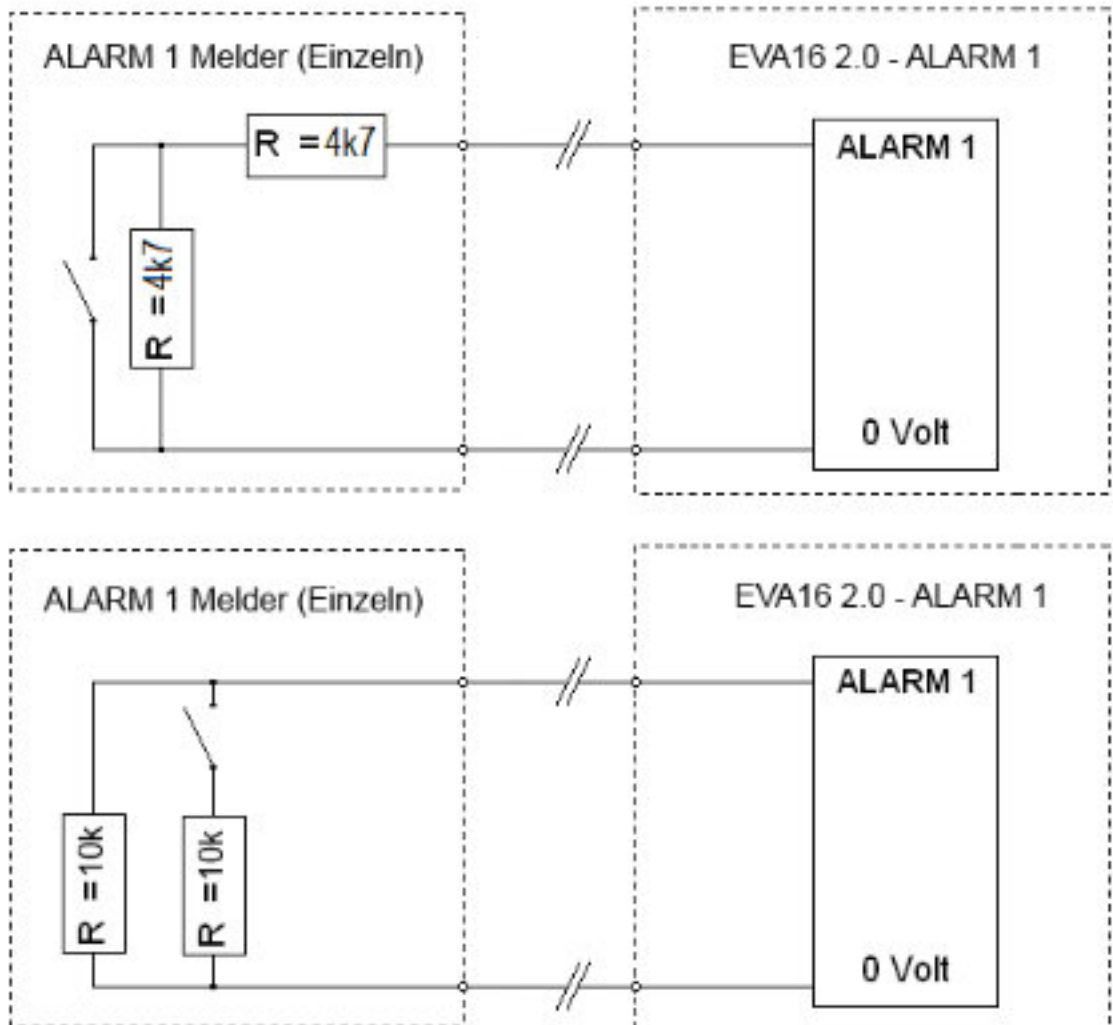 ALARM 1 Melder (Einzeln)
EVA16 2.0 - ALARM 1
R =4k7
ALARM 1
R =4k7
0 Volt
ALARM 1 Melder (Einzeln)
EVA16 2.0 - ALARM 1
ALARM 1
R =10k
R =10k
0 Volt